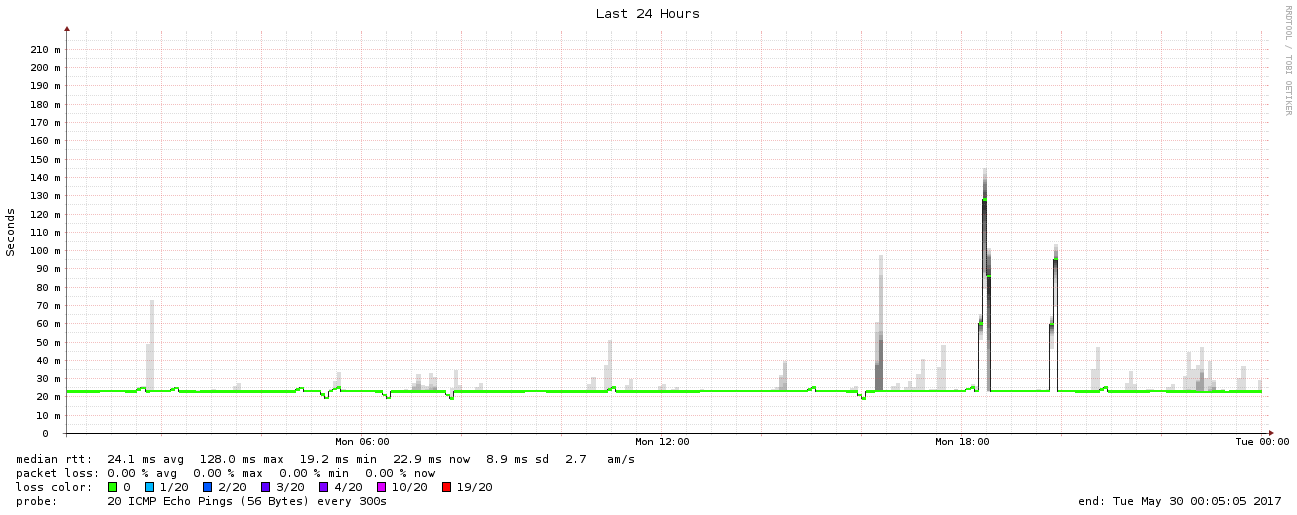 Last 24 Hours
RRDTOOL / TOBI OETIKER
Seconds
210 m
200 m
190 m
180 m
170 m
160 m
150 m
140 m
130 m
120 m
110 m
100 m
90 m
80 m
70 m
60 m
50 m
40 m
30 m
20 m
10 m
0
Mon 06:00 Mon 12:00 Mon 18:00 Tue 00:00
median rtt: 24.1 ms avg 128.0 ms max 19.2 ms min 22.9 ms now 8.9 ms sd 2.7 am/s
packet loss: 0.00 % avg 0.00 % max 0.00 % min 0.00 % now
loss color: 0 1/20 2/20 3/20 4/20 10/20 19/20
probe: 20 ICMP Echo Pings (56 Bytes) every 300s end: Tue May 30 00:05:05 2017